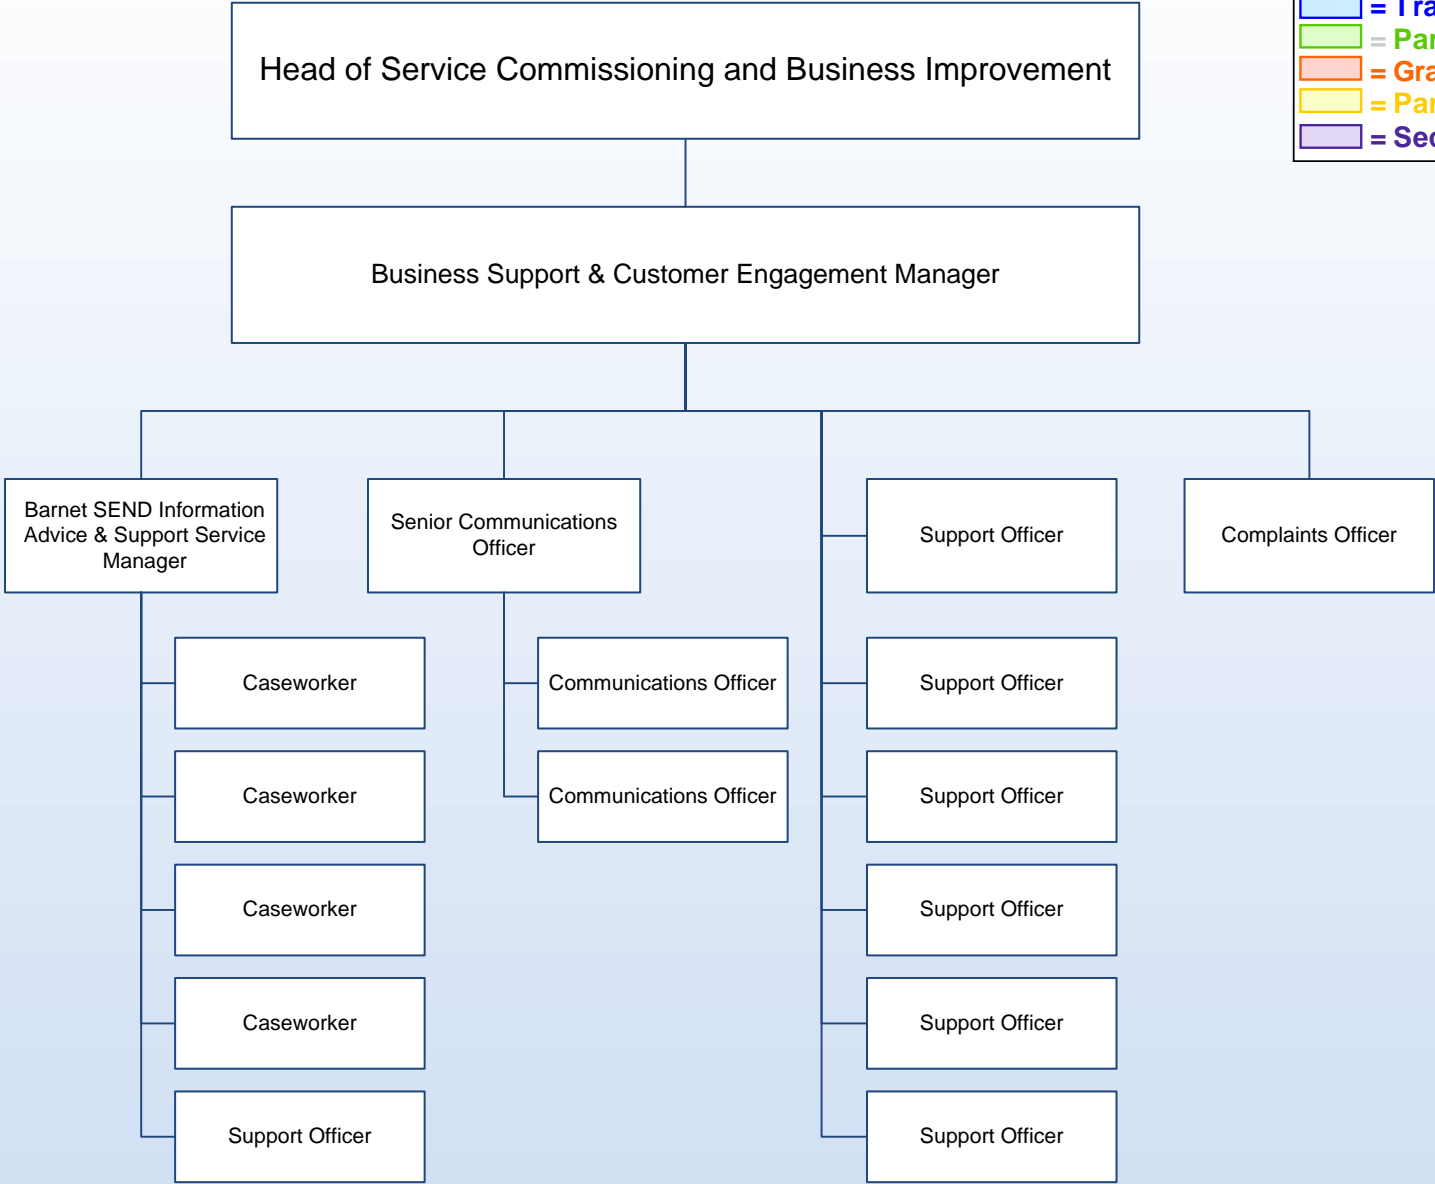 Head of Service Commissioning and Business Improvement
Business Support & Customer Engagement Manager
Barnet SEND Information
Advice & Support Service
Manager
Senior Communications
Officer
Support Officer
Complaints Officer
Caseworker
Communications Officer
Support Officer
Caseworker
Communications Officer
Support Officer
Caseworker
Support Officer
Caseworker
Support Officer
Support Officer
Support Officer